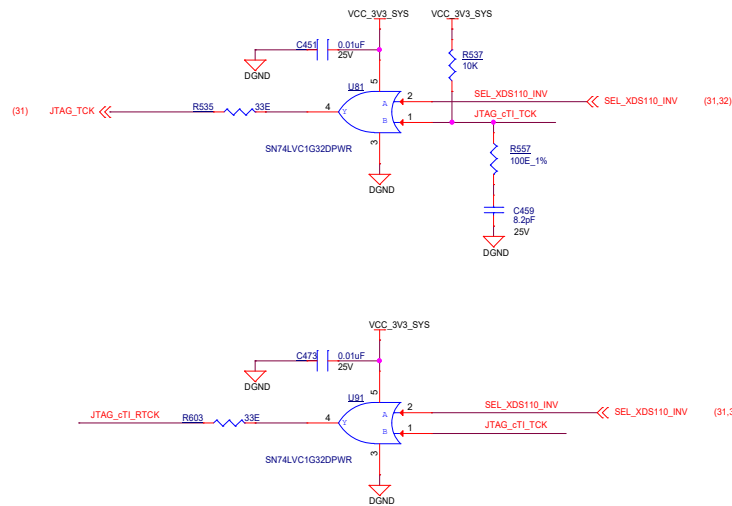 VCC_3V3_SYS VCC_3V3_SYS
C451 0.01uF
25V
R537
10K
DGND
U81
5
A 2 SEL_XDS110_INV SEL_XDS110_INV (31,32)
(31) JTAG_TCK R535 33E 4 Y
B 1 JTAG_cTI_TCK
3
SN74LVC1G32DPWR
R557
100E_1%
DGND
C459
8.2pF
25V
DGND
VCC_3V3_SYS
C473 0.01uF
25V
DGND
U91
5
A 2 SEL_XDS110_INV SEL_XDS110_INV (31,3
JTAG_cTI_RTCK R603 33E 4 Y
B 1 JTAG_cTI_TCK
3
SN74LVC1G32DPWR
DGND